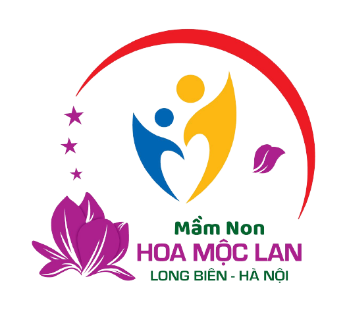 Mầm Non
HOA MỘC LAN
LONG BIÊN - HÀ NỘI